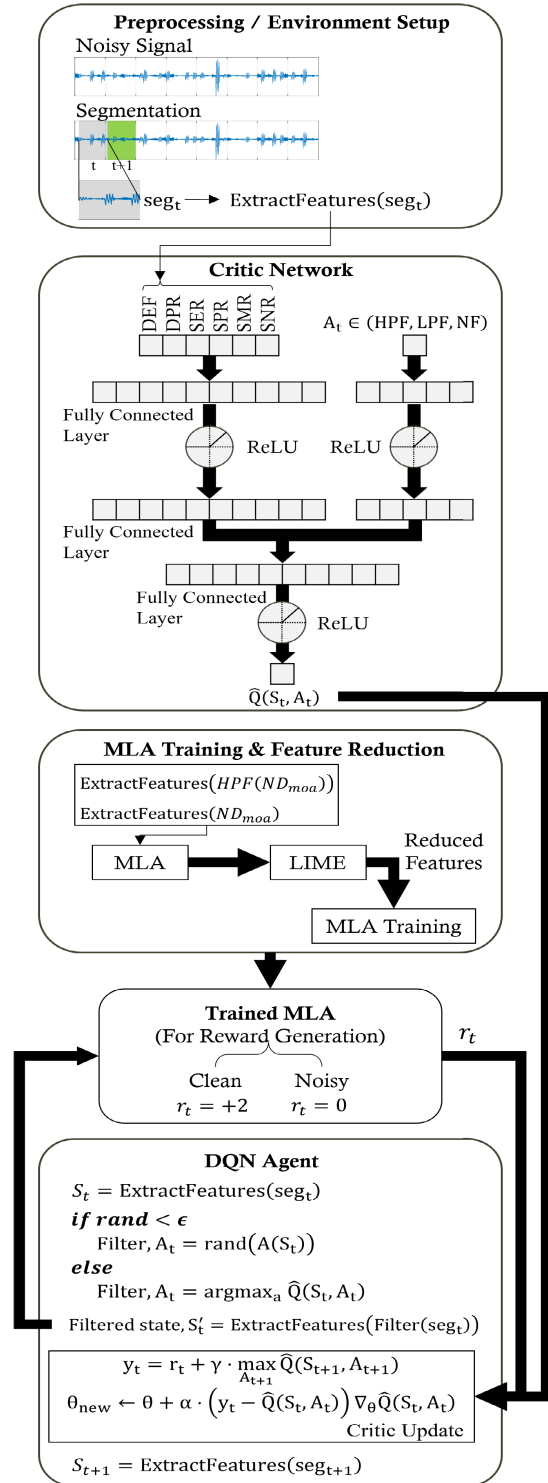 Preprocessing / Environment Setup
Noisy Signal
Segmentation
t t+1
seg_t ExtractFeatures(seg_t)
Critic Network
DEF DPR SER SPR SMR SNR
A_t ∈ (HPF, LPF, NF)
Fully Connected
Layer
ReLU ReLU
Fully Connected
Layer
Fully Connected
Layer
ReLU
Q̂(S_t, A_t)
MLA Training & Feature Reduction
ExtractFeatures(HPF(ND_moa))
ExtractFeatures(ND_moa)
Reduced
Features
MLA LIME
MLA Training
Trained MLA
(For Reward Generation)
r_t
Clean Noisy
r_t = +2 r_t = 0
DQN Agent
S_t = ExtractFeatures(seg_t)
if rand < ϵ
Filter, A_t = rand(A(S_t))
else
Filter, A_t = argmax_a Q̂(S_t, A_t)
Filtered state, S′_t = ExtractFeatures(Filter(seg_t))
y_t = r_t + γ · max_{A_{t+1}} Q̂(S_{t+1}, A_{t+1})
θ_new ← θ + α · (y_t − Q̂(S_t, A_t)) ∇_θ Q̂(S_t, A_t)
Critic Update
S_{t+1} = ExtractFeatures(seg_{t+1})